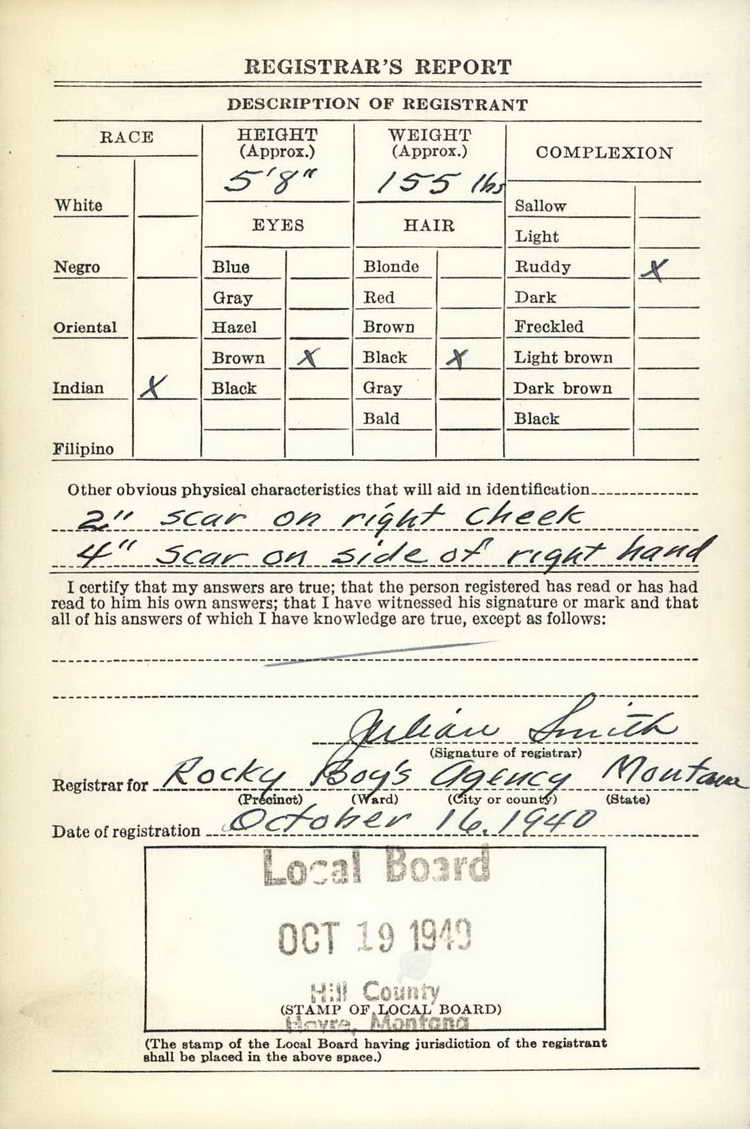 REGISTRAR'S REPORT
DESCRIPTION OF REGISTRANT
RACE
HEIGHT
(Approx.)
WEIGHT
(Approx.)
COMPLEXION
5'8"
155 lbs
White
Sallow
EYES
HAIR
Light
Negro
Blue
Blonde
Ruddy X
Gray
Red
Dark
Oriental
Hazel
Brown
Freckled
Brown X
Black X
Light brown
Indian X
Black
Gray
Dark brown
Bald
Black
Filipino
Other obvious physical characteristics that will aid in identification
2" scar on right cheek
4" scar on side of right hand
I certify that my answers are true; that the person registered has read or has had
read to him his own answers; that I have witnessed his signature or mark and that
all of his answers of which I have knowledge are true, except as follows:
Julian Smith
(Signature of registrar)
Registrar for Rocky Boy's Agency Montana
(Precinct) (Ward) (City or county) (State)
Date of registration October 16, 1940
Local Board
OCT 19 1940
Hill County
(STAMP OF LOCAL BOARD)
Havre, Montana
(The stamp of the Local Board having jurisdiction of the registrant
shall be placed in the above space.)